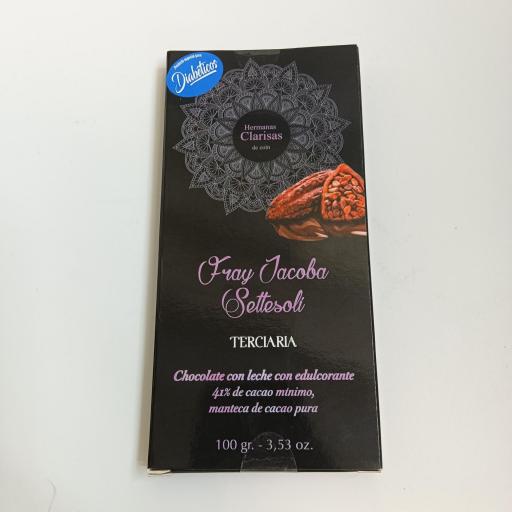 Diabéticos
Hermanas
Clarisas
de coín
Fray Jacoba
Settesoli
TERCIARIA
Chocolate con leche con edulcorante
41% de cacao mínimo,
manteca de cacao pura
100 gr. - 3,53 oz.